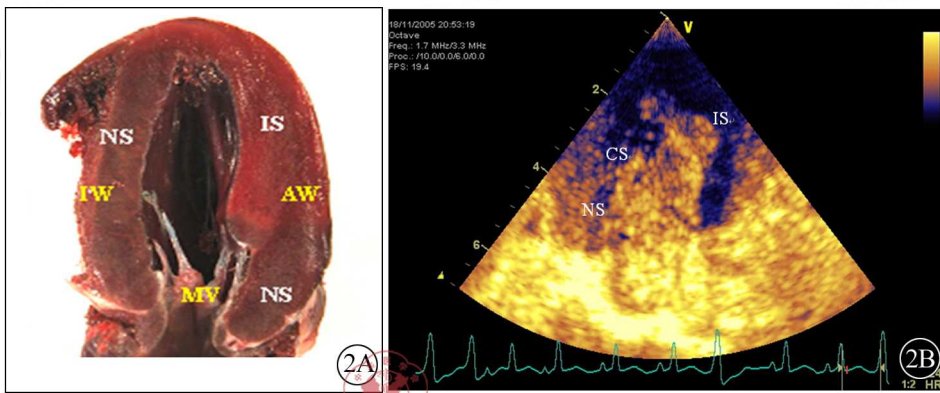 NS
IS
IW
AW
MV
NS
2A
18/11/2005 20:53:19
Octave
Freq.: 1.7 MHz/3.3 MHz
Proc.: /10.0/0.0/6.0/0.0
FPS: 19.4
V
2
4
6
IS
CS
NS
2B
1:2
HR